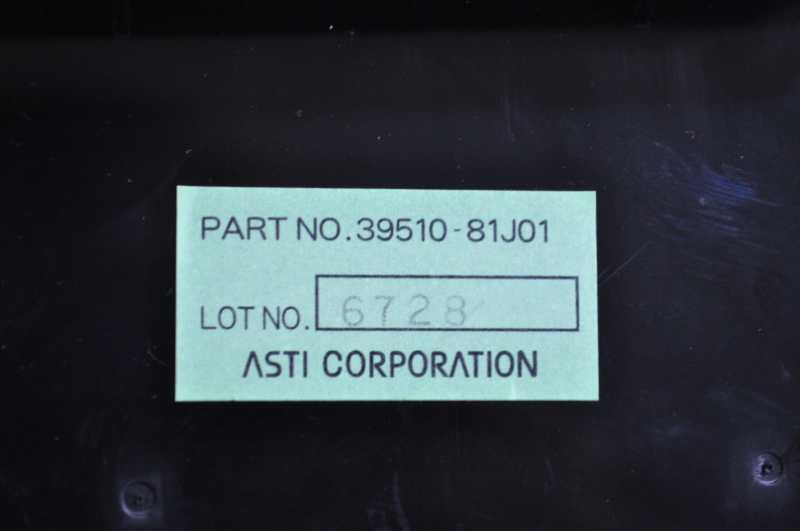 PART NO.39510-81J01
LOT NO. 6728
ASTI CORPORATION